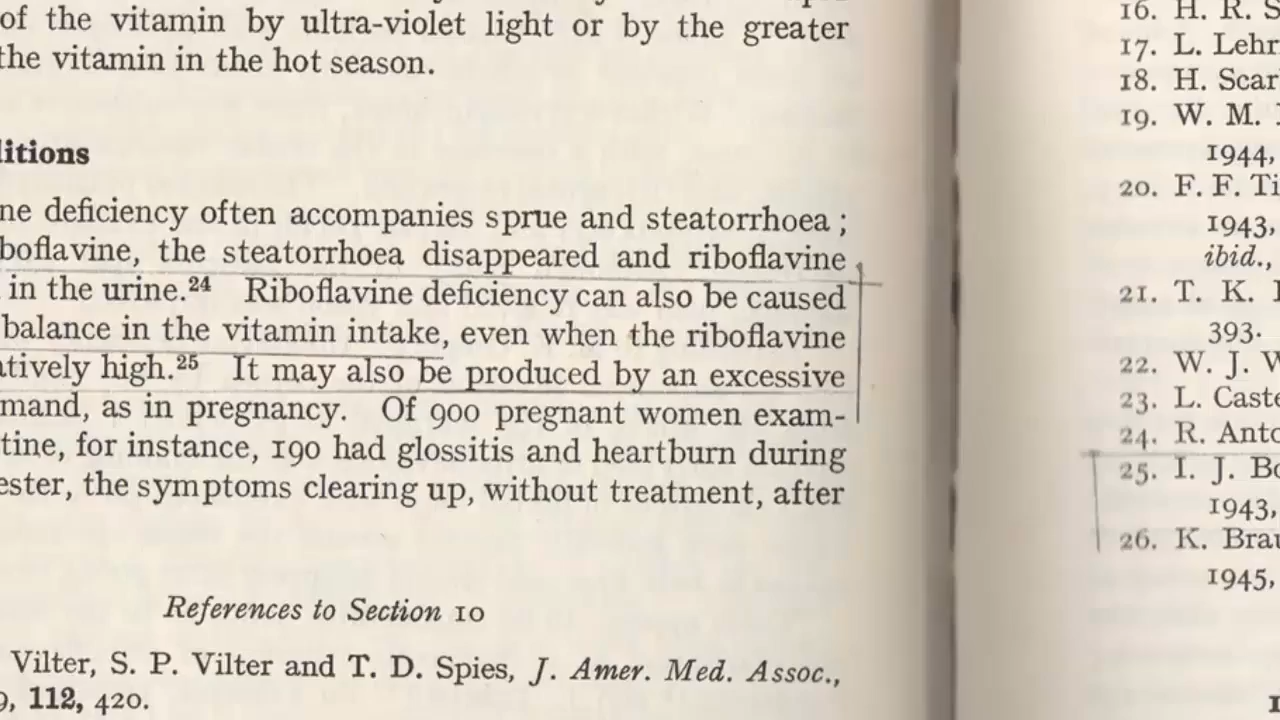 of the vitamin by ultra-violet light or by the greater
the vitamin in the hot season.
ditions
ne deficiency often accompanies sprue and steatorrhoea ;
boflavine, the steatorrhoea disappeared and riboflavine
in the urine.²⁴ Riboflavine deficiency can also be caused
balance in the vitamin intake, even when the riboflavine
atively high.²⁵ It may also be produced by an excessive
mand, as in pregnancy. Of 900 pregnant women exam-
tine, for instance, 190 had glossitis and heartburn during
ester, the symptoms clearing up, without treatment, after
References to Section 10
Vilter, S. P. Vilter and T. D. Spies, J. Amer. Med. Assoc.,
9, 112, 420.
16. H. R. S
17. L. Lehr
18. H. Scar
19. W. M.
1944,
20. F. F. Ti
1943,
ibid.,
21. T. K.
393.
22. W. J. W
23. L. Caste
24. R. Anto
25. I. J. Bo
1943,
26. K. Brau
1945,